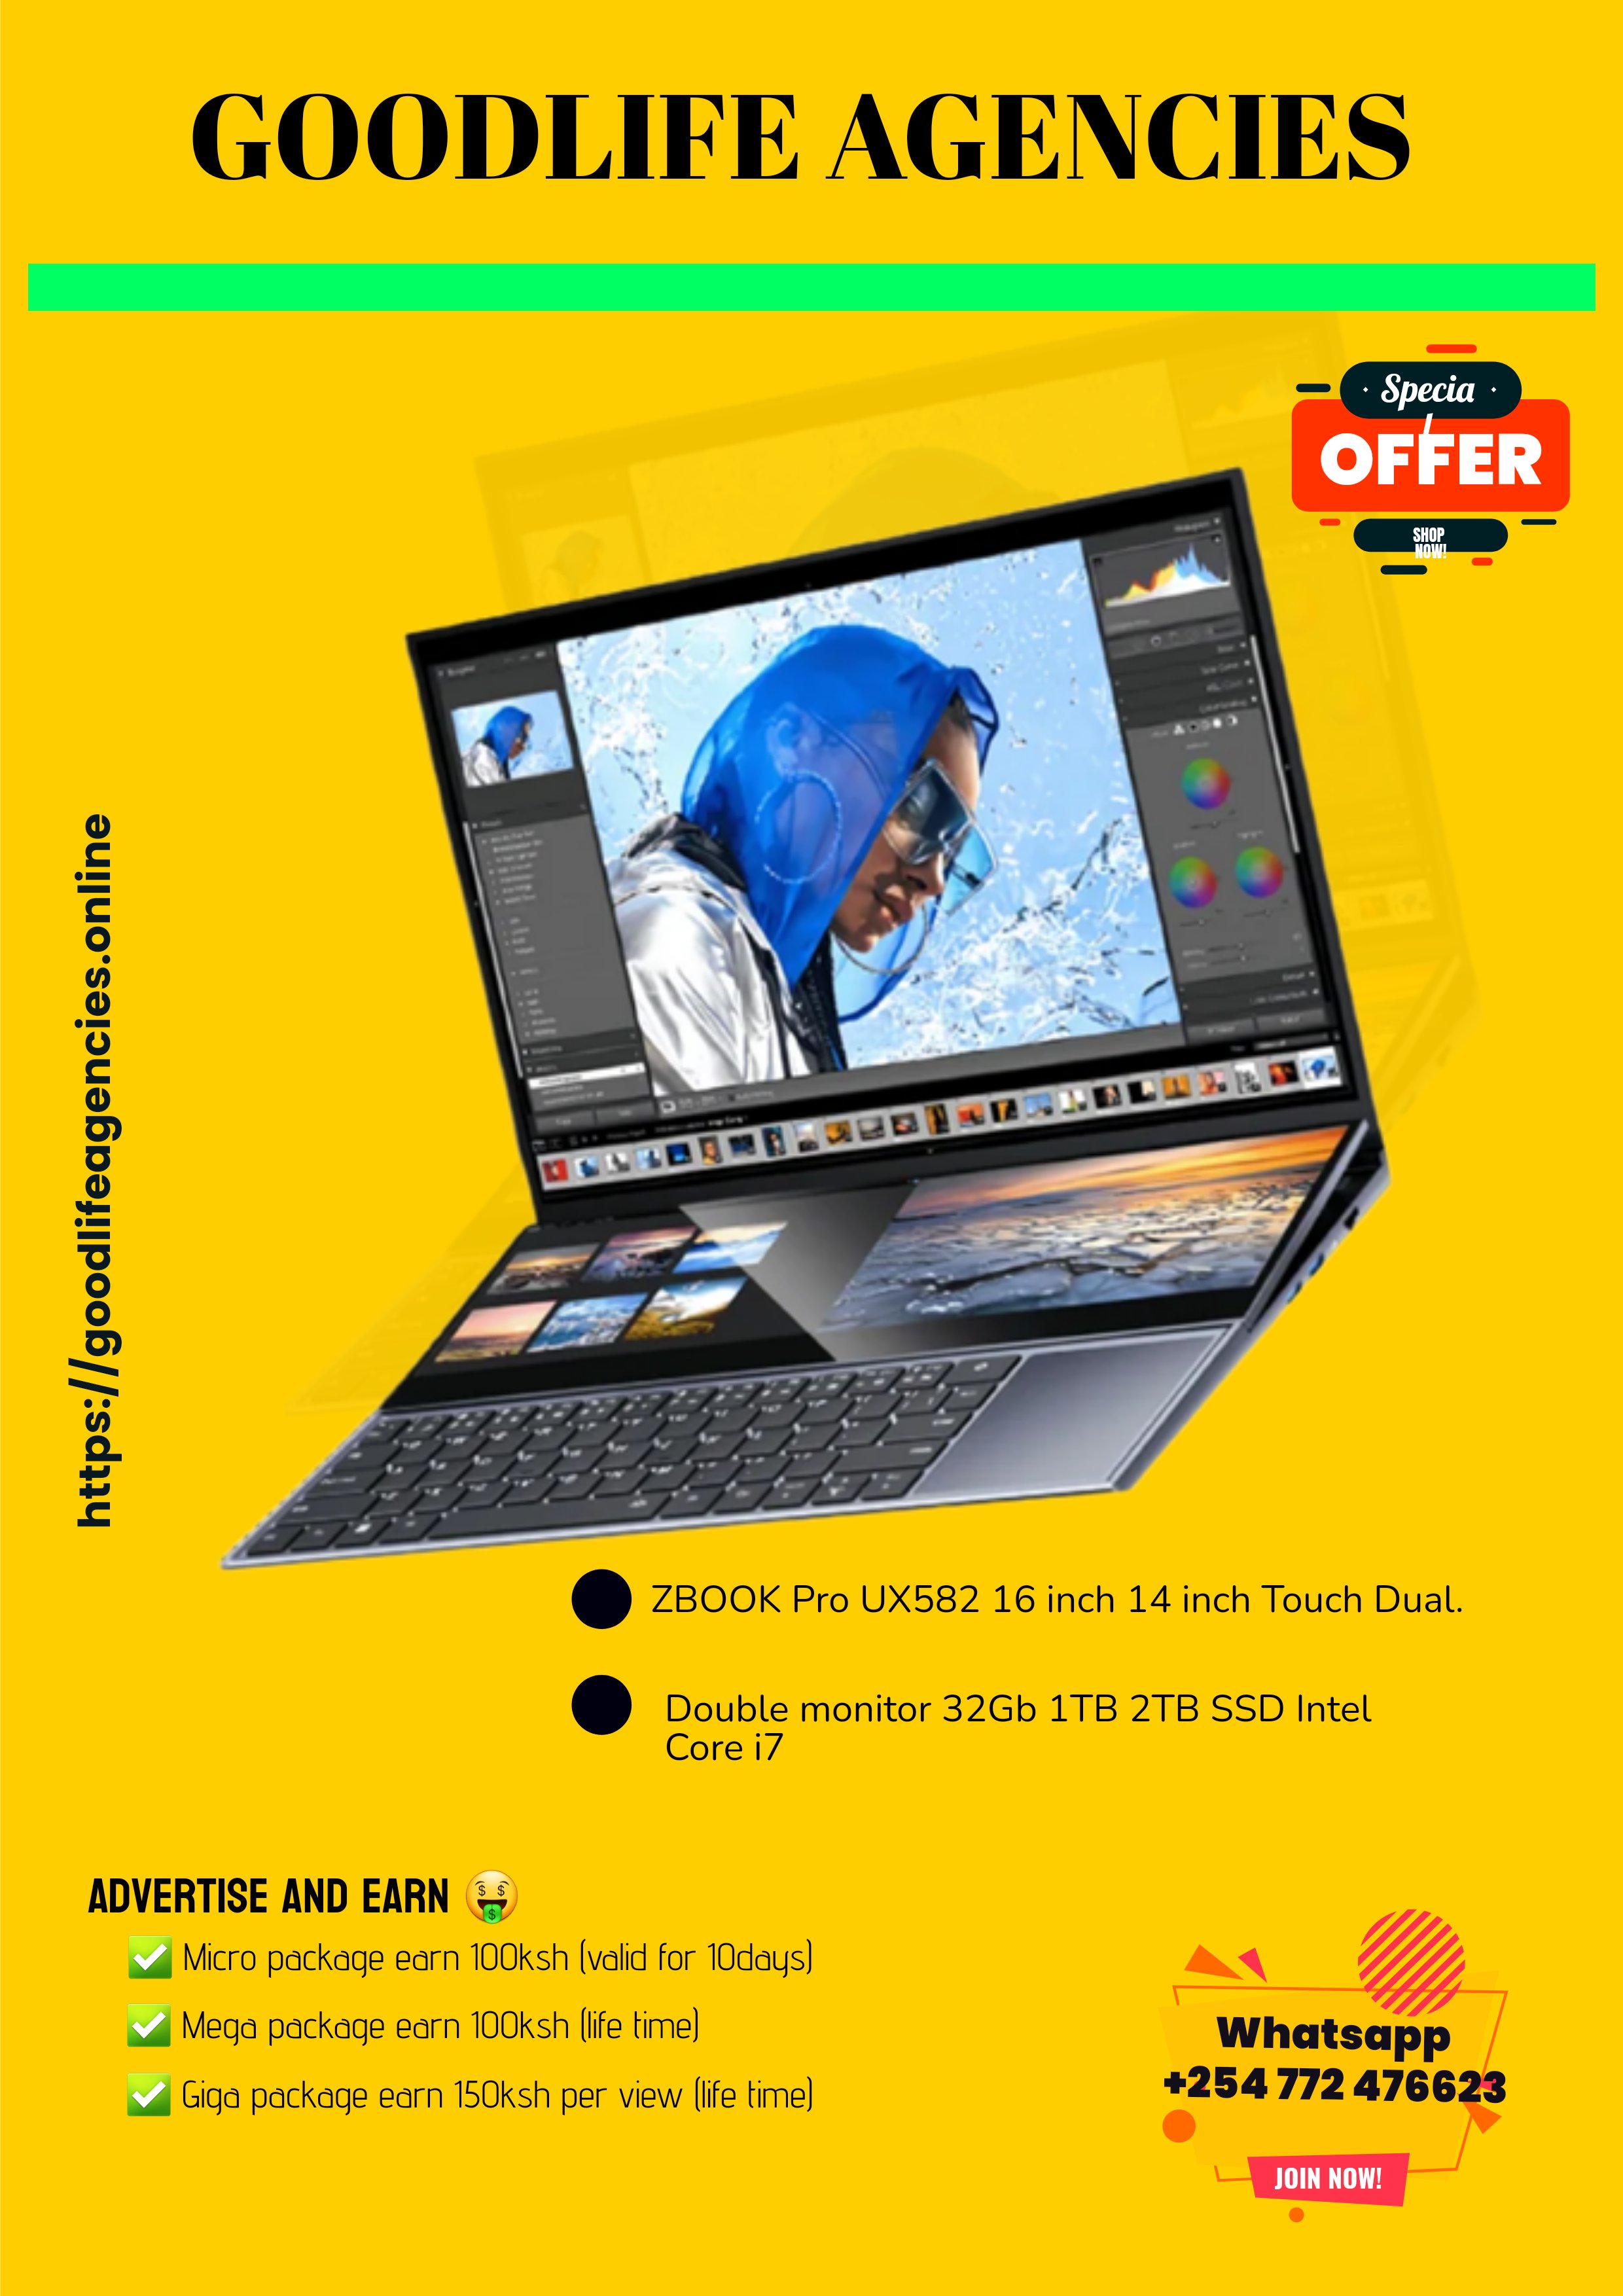 GOODLIFE AGENCIES
Specia
l
OFFER
SHOP
NOW!
https://goodlifeagencies.online
ZBOOK Pro UX582 16 inch 14 inch Touch Dual.
Double monitor 32Gb 1TB 2TB SSD Intel
Core i7
ADVERTISE AND EARN 🤑
✅ Micro package earn 100ksh (valid for 10days)
✅ Mega package earn 100ksh (life time)
✅ Giga package earn 150ksh per view (life time)
Whatsapp
+254 772 476623
JOIN NOW!